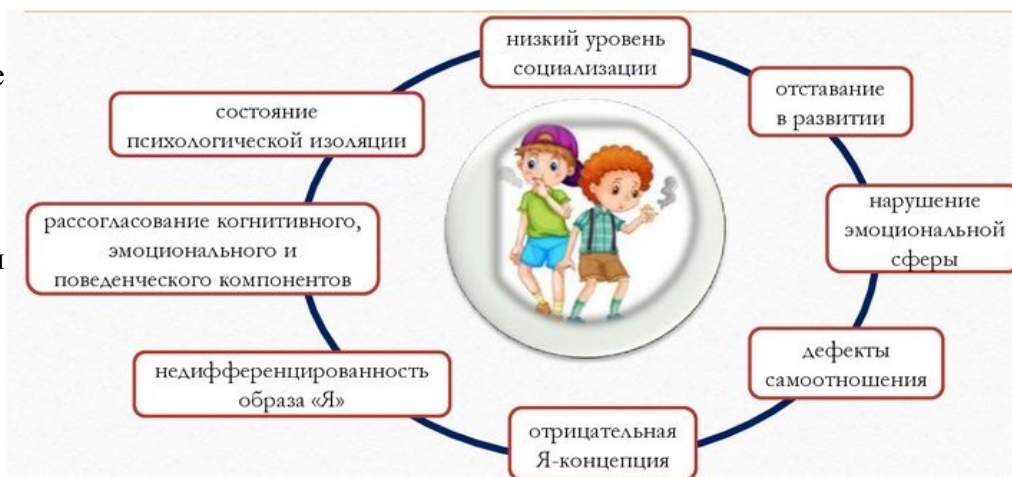 низкий уровень
социализации
отставание
в развитии
нарушение
эмоциональной
сферы
дефекты
самоотношения
отрицательная
Я-концепция
недифференцированность
образа «Я»
рассогласование когнитивного,
эмоционального и
поведенческого компонентов
состояние
психологической изоляции